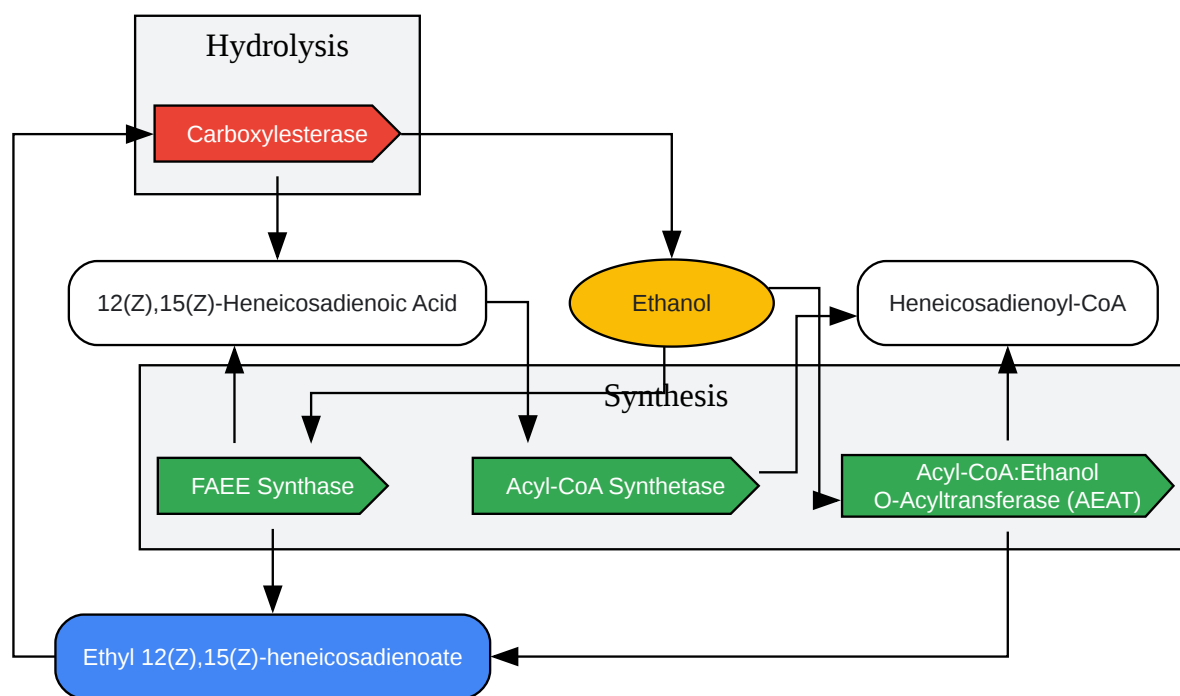 Hydrolysis
Carboxylesterase
12(Z),15(Z)-Heneicosadienoic Acid
Ethanol
Heneicosadienoyl-CoA
Synthesis
FAEE Synthase
Acyl-CoA Synthetase
Acyl-CoA:Ethanol
O-Acyltransferase (AEAT)
Ethyl 12(Z),15(Z)-heneicosadienoate